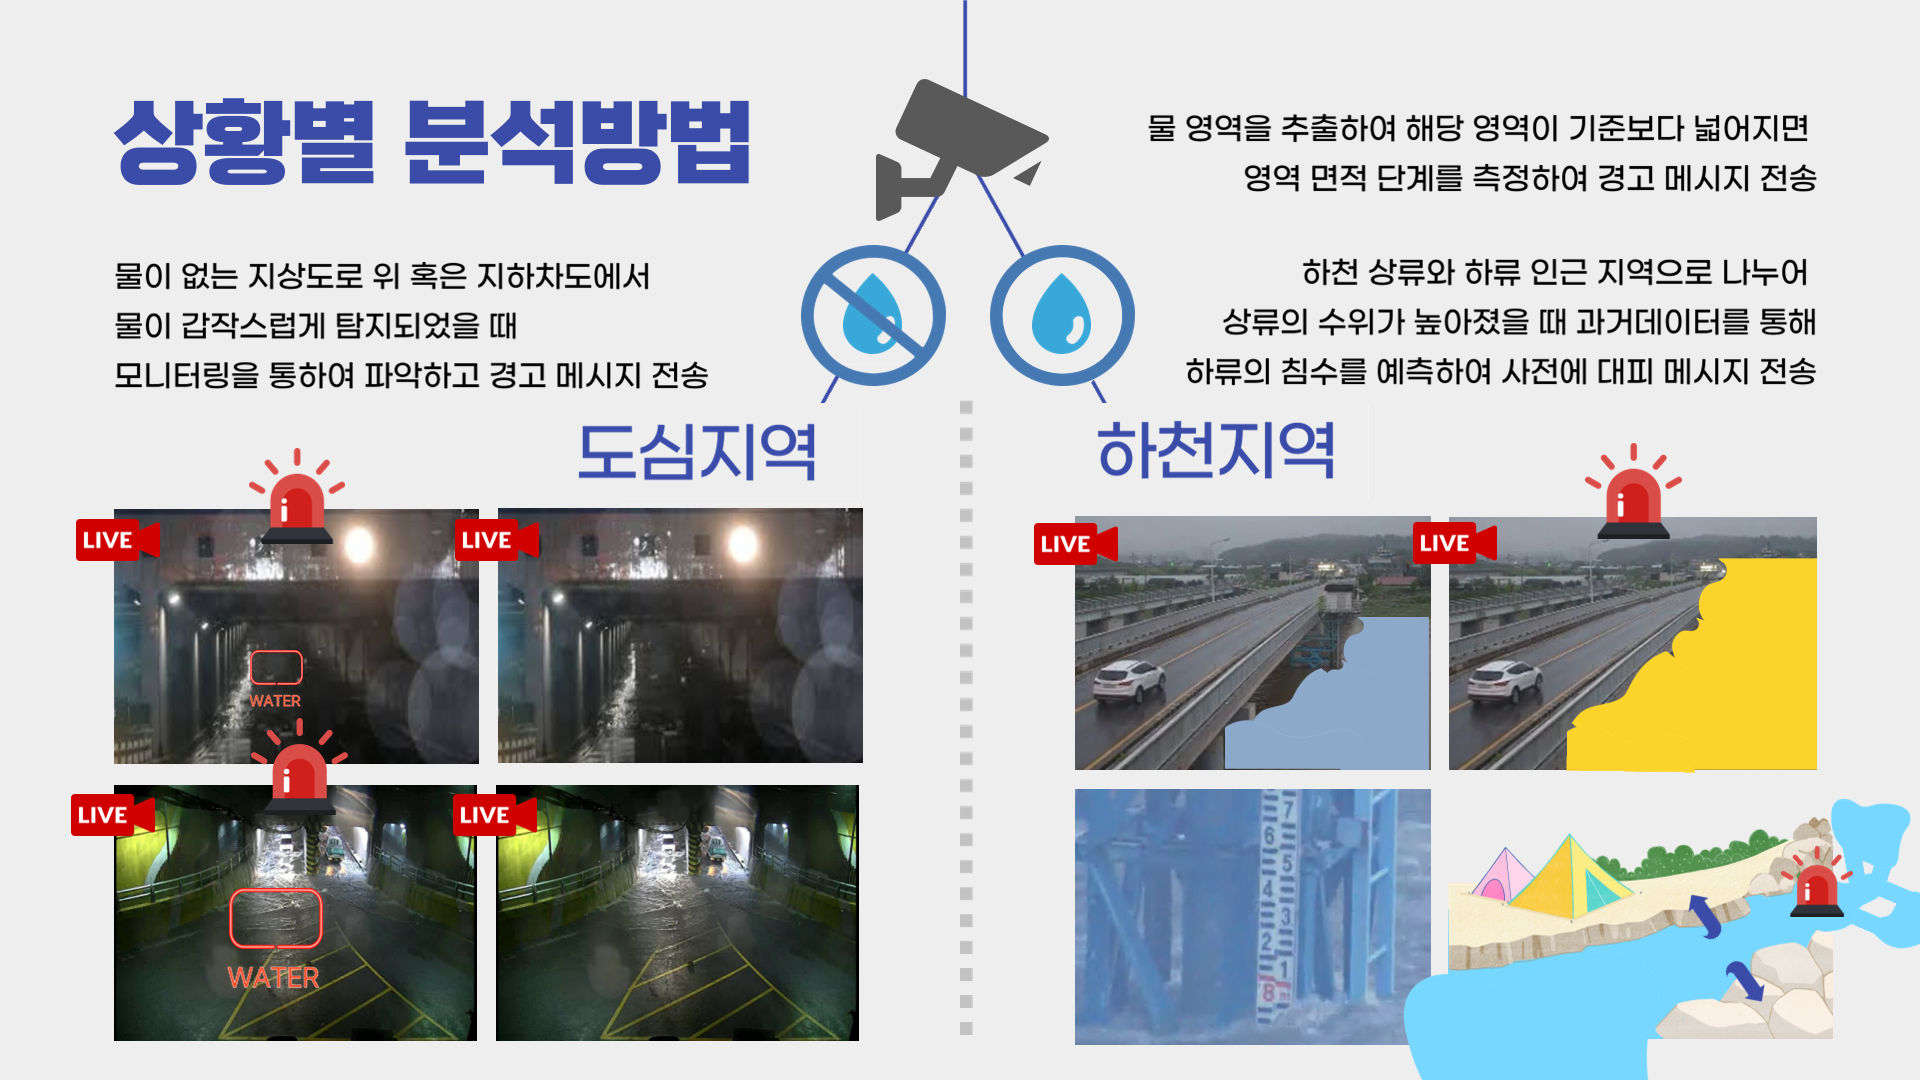 상황별 분석방법
물이 없는 지상도로 위 혹은 지하차도에서
물이 갑작스럽게 탐지되었을 때
모니터링을 통하여 파악하고 경고 메시지 전송
물 영역을 추출하여 해당 영역이 기준보다 넓어지면
영역 면적 단계를 측정하여 경고 메시지 전송
하천 상류와 하류 인근 지역으로 나누어
상류의 수위가 높아졌을 때 과거데이터를 통해
하류의 침수를 예측하여 사전에 대피 메시지 전송
도심지역
하천지역
LIVE
LIVE
WATER
LIVE
LIVE
WATER
LIVE
LIVE
7
6
5
4
3
2
1
8m